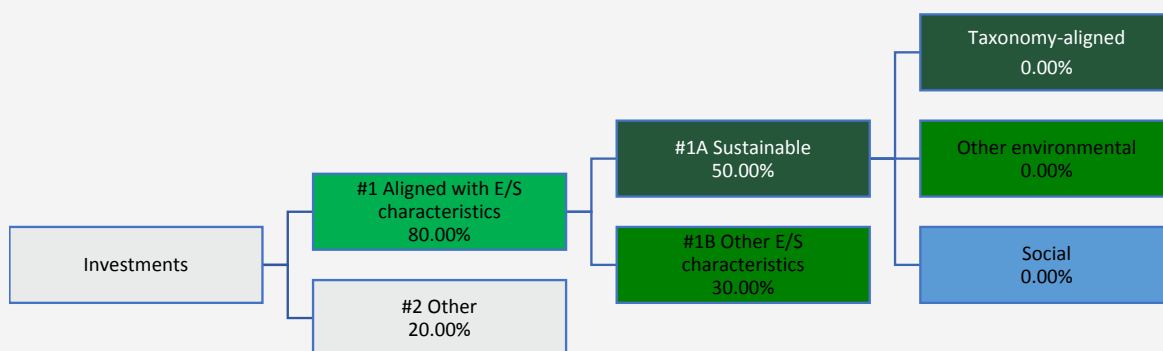 Investments
#1 Aligned with E/S
characteristics
80.00%
#2 Other
20.00%
#1A Sustainable
50.00%
#1B Other E/S
characteristics
30.00%
Taxonomy-aligned
0.00%
Other environmental
0.00%
Social
0.00%